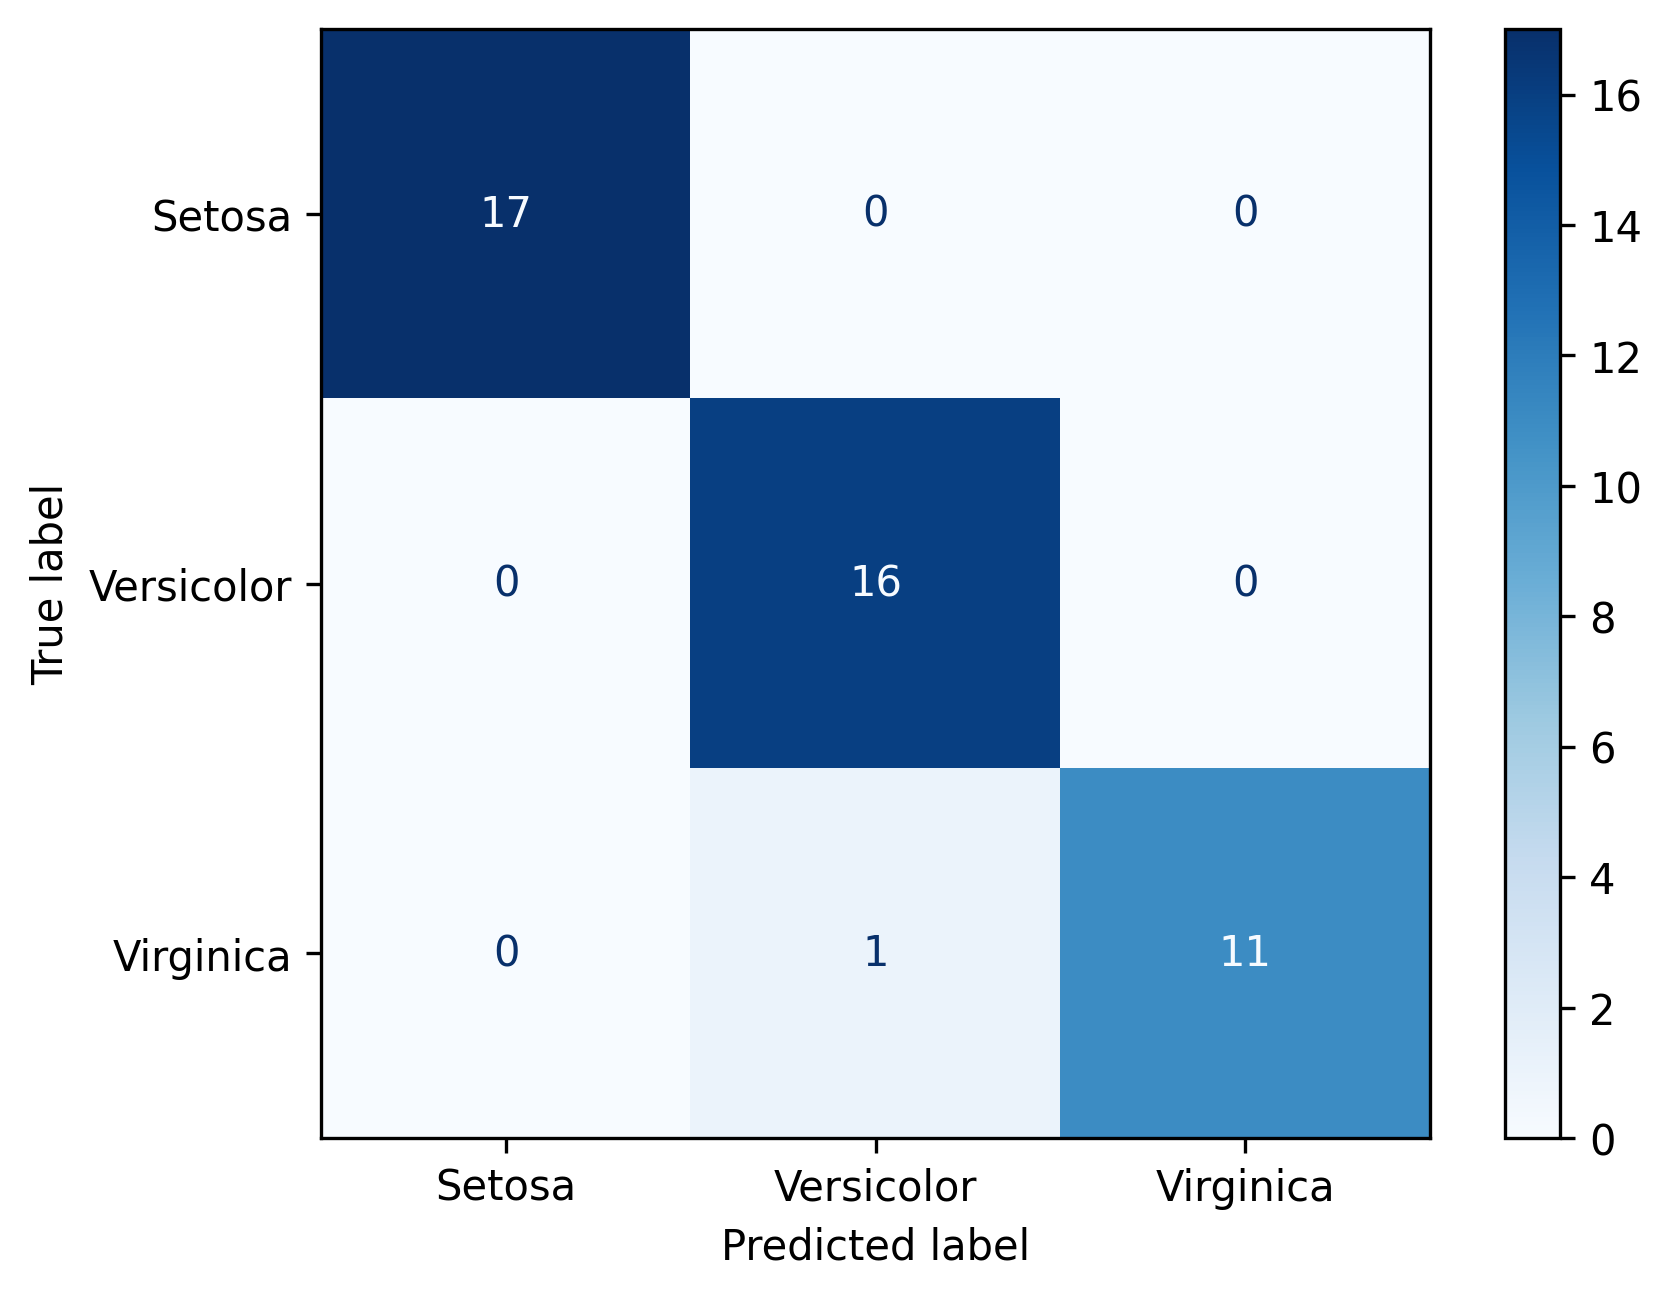 Setosa
17 0 0
Versicolor
0 16 0
Virginica
0 1 11
Setosa Versicolor Virginica
Predicted label
True label
16
14
12
10
8
6
4
2
0